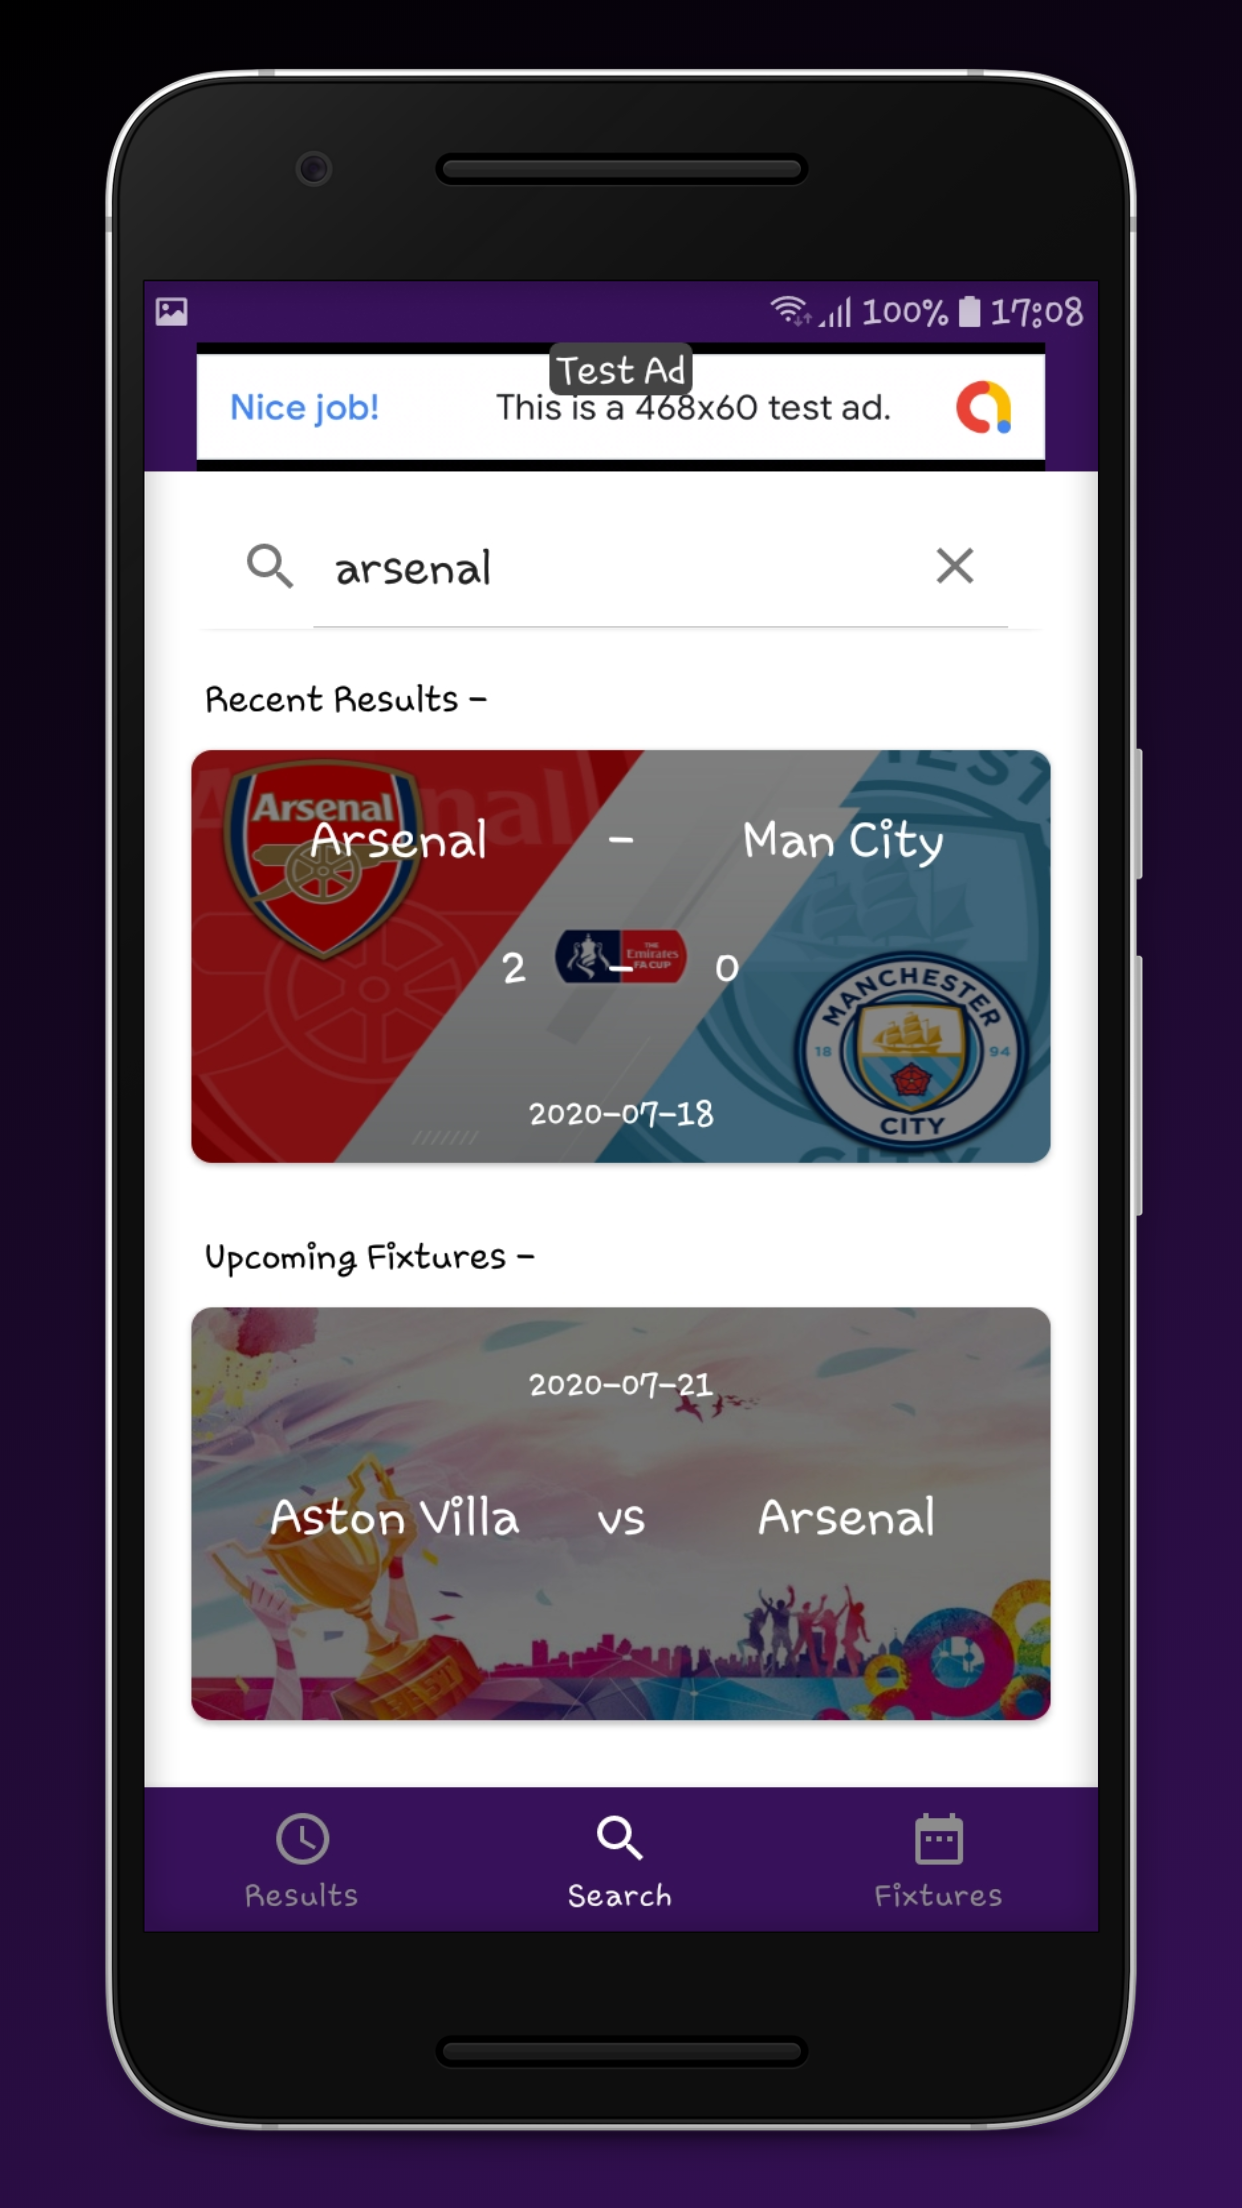 100% 17:08
Test Ad
Nice job! This is a 468x60 test ad.
arsenal
Recent Results -
Arsenal
Arsenal - Man City
2 - 0
THE
Emirates
FA CUP
MANCHESTER
18 94
CITY
2020-07-18
Upcoming Fixtures -
2020-07-21
Aston Villa vs Arsenal
Results Search Fixtures